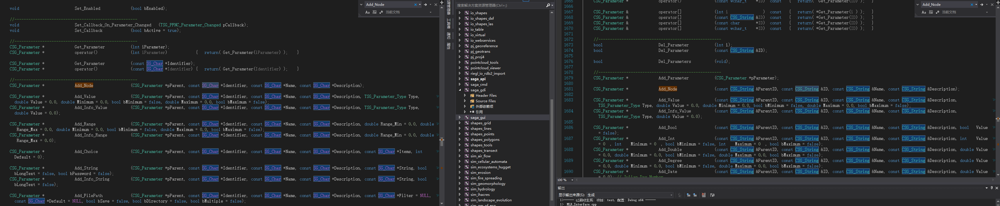 void Set_Enabled (bool bEnabled);
//---------------------------------------------------
void Set_Callback_On_Parameter_Changed (TSG_PFNC_Parameter_Changed pCallback);
void Set_Callback (bool bActive = true);
//---------------------------------------------------
CSG_Parameter * Get_Parameter (int iParameter);
CSG_Parameter * operator() (int iParameter) { return( Get_Parameter(iParameter) ); }
CSG_Parameter * Get_Parameter (const SG_Char *Identifier);
CSG_Parameter * operator() (const SG_Char *Identifier) { return( Get_Parameter(Identifier) ); }
//---------------------------------------------------
CSG_Parameter * Add_Node (CSG_Parameter *pParent, const SG_Char *Identifier, const SG_Char *Name, const SG_Char *Description);
CSG_Parameter * Add_Value (CSG_Parameter *pParent, const SG_Char *Identifier, const SG_Char *Name, const SG_Char *Description, TSG_Parameter_Type Type,
double Value = 0.0, double Minimum = 0.0, bool bMinimum = false, double Maximum = 0.0, bool bMaximum = false);
CSG_Parameter * Add_Info_Value (CSG_Parameter *pParent, const SG_Char *Identifier, const SG_Char *Name, const SG_Char *Description, TSG_Parameter_Type Type,
double Value = 0.0);
CSG_Parameter * Add_Range (CSG_Parameter *pParent, const SG_Char *Identifier, const SG_Char *Name, const SG_Char *Description, double Range_Min = 0.0, double
Range_Max = 0.0, double Minimum = 0.0, bool bMinimum = false, double Maximum = 0.0, bool bMaximum = false);
CSG_Parameter * Add_Info_Range (CSG_Parameter *pParent, const SG_Char *Identifier, const SG_Char *Name, const SG_Char *Description, double Range_Min = 0.0, double
Range_Max = 0.0);
CSG_Parameter * Add_Choice (CSG_Parameter *pParent, const SG_Char *Identifier, const SG_Char *Name, const SG_Char *Description, const SG_Char *Items, int
Default = 0);
CSG_Parameter * Add_String (CSG_Parameter *pParent, const SG_Char *Identifier, const SG_Char *Name, const SG_Char *Description, const SG_Char *String, bool
bLongText = false, bool bPassword = false);
CSG_Parameter * Add_Info_String (CSG_Parameter *pParent, const SG_Char *Identifier, const SG_Char *Name, const SG_Char *Description, const SG_Char *String, bool
bLongText = false);
CSG_Parameter * Add_FilePath (CSG_Parameter *pParent, const SG_Char *Identifier, const SG_Char *Name, const SG_Char *Description, const SG_Char *Filter = NULL,
const SG_Char *Default = NULL, bool bSave = false, bool bDirectory = false, bool bMultiple = false);
Add_Node
Aa Ab 当前文档
工具箱
通知
属性
搜索解决方案资源管理器(Ctrl+;)
io_shapes
io_shapes_dxf
io_shapes_las
io_table
io_virtual
io_webservices
pj_georeference
pj_geotrans
pj_proj4
pointcloud_tools
pointcloud_viewer
riegl_io_rdb2_import
saga_api
saga_cmd
saga_gdi
Header Files
Source Files
外部依赖项
引用
saga_gui
shapes_grid
shapes_lines
shapes_points
shapes_polygons
shapes_tools
shapes_transect
sim_air_flow
sim_cellular_automata
sim_ecosystems_hugget
sim_erosion
sim_fire_spreading
sim_geomorphology
sim_hydrology
sim_ihacres
sim_landscape_evolution
sim_qm_of_esp
1665 CSG_Parameter * operator() (const wchar_t *ID) const { return( Get_Parameter(ID) ); }
1666
1667 CSG_Parameter & operator[] (int i ) const { return( *Get_Parameter(i ) ); }
1668 CSG_Parameter & operator[] (const CSG_String &ID) const { return( *Get_Parameter(ID) ); }
1669 CSG_Parameter & operator[] (const char *ID) const { return( *Get_Parameter(ID) ); }
1670 CSG_Parameter & operator[] (const wchar_t *ID) const { return( *Get_Parameter(ID) ); }
1671
1672 //---------------------------------------------------
1673 bool Del_Parameter (int i);
1674 bool Del_Parameter (const CSG_String &ID);
1675
1676 bool Del_Parameters (void);
1677
1678 //---------------------------------------------------
1679 CSG_Parameter * Add_Parameter (CSG_Parameter *pParameter);
1680
1681 CSG_Parameter * Add_Node (const CSG_String &ParentID, const CSG_String &ID, const CSG_String &Name, const CSG_String &Description);
1682
1683 CSG_Parameter * Add_Value (const CSG_String &ParentID, const CSG_String &ID, const CSG_String &Name, const CSG_String &Description,
TSG_Parameter_Type Type, double Value = 0.0, double Minimum = 0.0, bool bMinimum = false, double Maximum = 0.0, bool bMaximum = false);
1684 CSG_Parameter * Add_Info_Value (const CSG_String &ParentID, const CSG_String &ID, const CSG_String &Name, const CSG_String &Description,
TSG_Parameter_Type Type, double Value = 0.0);
1685
1686 CSG_Parameter * Add_Bool (const CSG_String &ParentID, const CSG_String &ID, const CSG_String &Name, const CSG_String &Description, bool Value
= false);
1687 CSG_Parameter * Add_Int (const CSG_String &ParentID, const CSG_String &ID, const CSG_String &Name, const CSG_String &Description, int Value
= 0 , int Minimum = 0 , bool bMinimum = false, int Maximum = 0 , bool bMaximum = false);
1688 CSG_Parameter * Add_Double (const CSG_String &ParentID, const CSG_String &ID, const CSG_String &Name, const CSG_String &Description, double Value
= 0.0, double Minimum = 0.0, bool bMinimum = false, double Maximum = 0.0, bool bMaximum = false);
1689 CSG_Parameter * Add_Degree (const CSG_String &ParentID, const CSG_String &ID, const CSG_String &Name, const CSG_String &Description, double Value
= 0.0, double Minimum = 0.0, bool bMinimum = false, double Maximum = 0.0, bool bMaximum = false);
1690 CSG_Parameter * Add_Date (const CSG_String &ParentID, const CSG_String &ID, const CSG_String &Name, const CSG_String &Description, double Value
= 0.0); // Julian Day Number
Add_Node
Aa Ab 当前文档
100 %
输出
显示输出来源(S): 生成
1>------ 已启动生成: 项目: test, 配置: Debug x64 ------
1> MLB_Interface.cpp